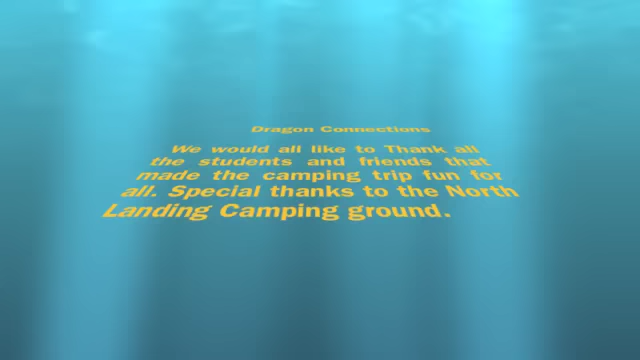 Dragon Connections
We would all like to Thank all
the students and friends that
made the camping trip fun for
all. Special thanks to the North
Landing Camping ground.